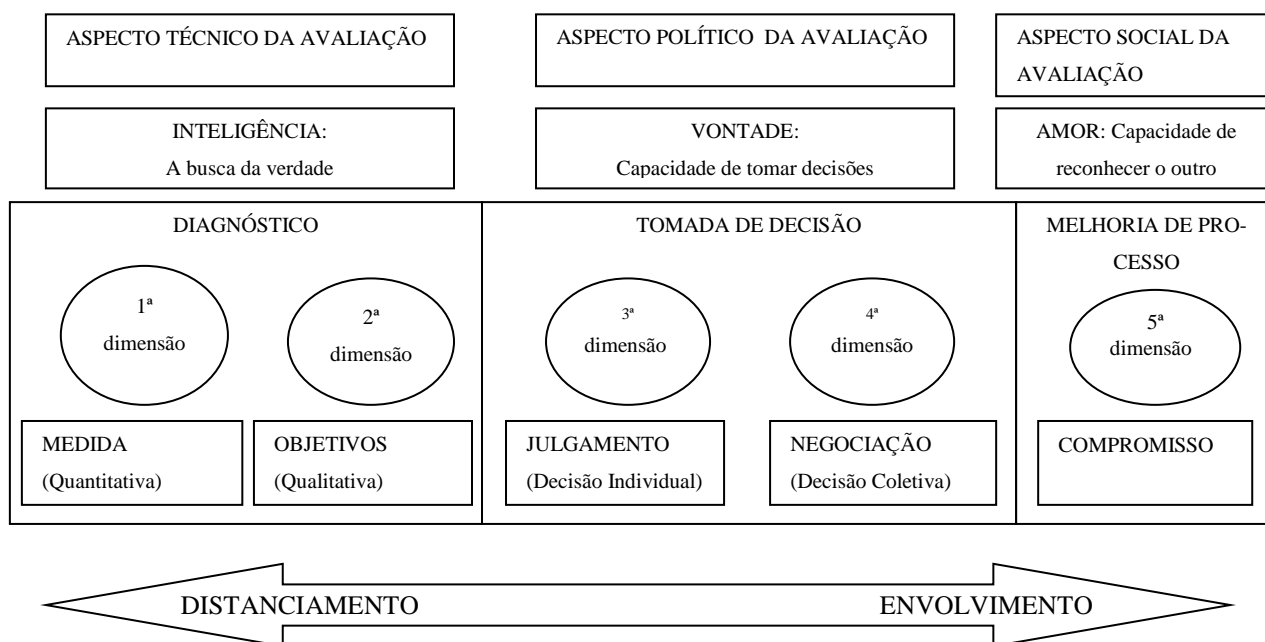 ASPECTO TÉCNICO DA AVALIAÇÃO
ASPECTO POLÍTICO DA AVALIAÇÃO
ASPECTO SOCIAL DA
AVALIAÇÃO
INTELIGÊNCIA:
A busca da verdade
VONTADE:
Capacidade de tomar decisões
AMOR: Capacidade de
reconhecer o outro
DIAGNÓSTICO
1ª
dimensão
2ª
dimensão
MEDIDA
(Quantitativa)
OBJETIVOS
(Qualitativa)
TOMADA DE DECISÃO
3ª
dimensão
4ª
dimensão
JULGAMENTO
(Decisão Individual)
NEGOCIAÇÃO
(Decisão Coletiva)
MELHORIA DE PRO-
CESSO
5ª
dimensão
COMPROMISSO
DISTANCIAMENTO
ENVOLVIMENTO